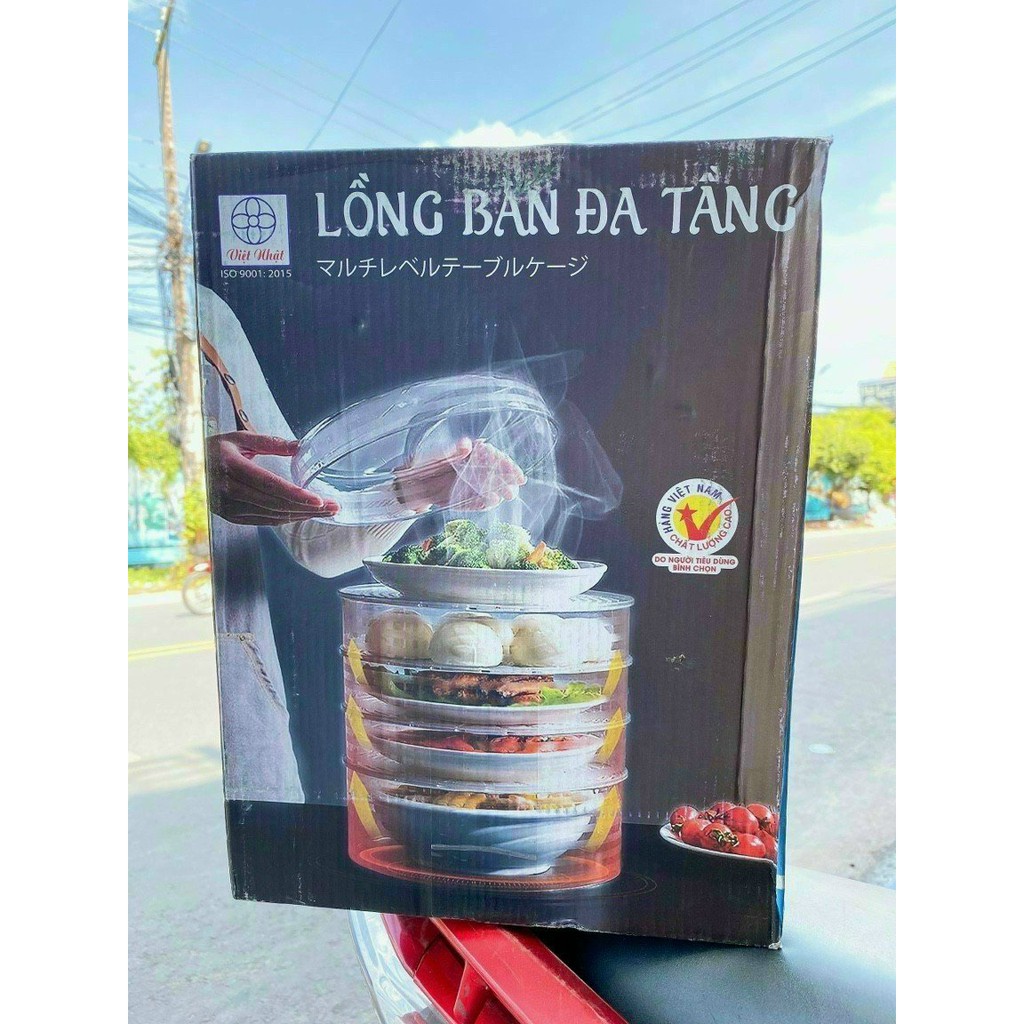 LỒNG BÀN ĐA TẦNG
マルチレベルテーブルケージ
Việt Nhật
ISO 9001: 2015
HÀNG VIỆT NAM
CHẤT LƯỢNG CAO
DO NGƯỜI TIÊU DÙNG
BÌNH CHỌN